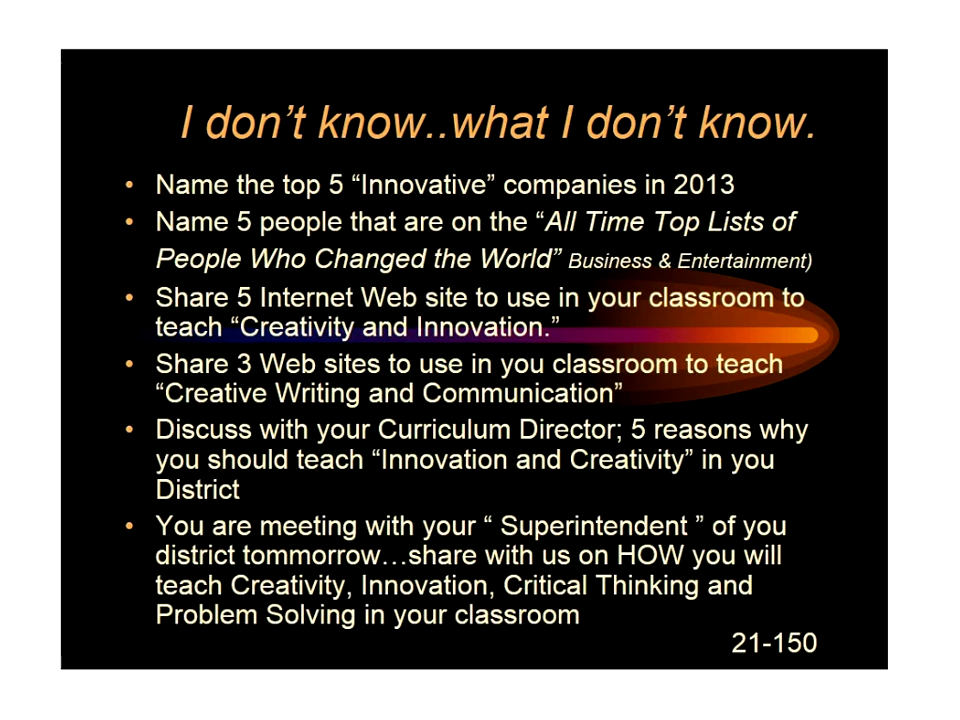 I don’t know..what I don’t know.
• Name the top 5 “Innovative” companies in 2013
• Name 5 people that are on the “All Time Top Lists of
People Who Changed the World” Business & Entertainment)
• Share 5 Internet Web site to use in your classroom to
teach “Creativity and Innovation.”
• Share 3 Web sites to use in you classroom to teach
“Creative Writing and Communication”
• Discuss with your Curriculum Director; 5 reasons why
you should teach “Innovation and Creativity” in you
District
• You are meeting with your “ Superintendent ” of you
district tommorrow…share with us on HOW you will
teach Creativity, Innovation, Critical Thinking and
Problem Solving in your classroom
21-150